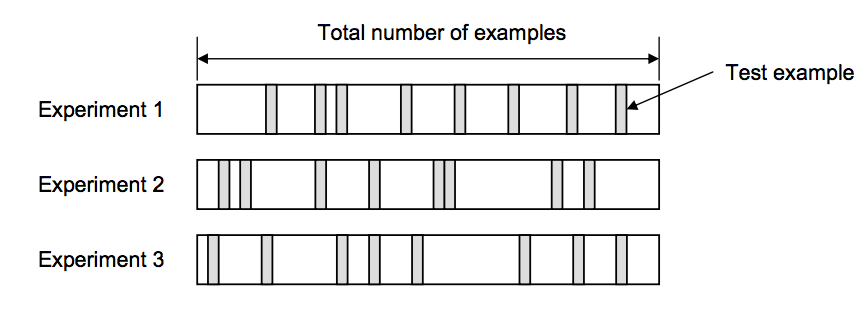 Total number of examples
Test example
Experiment 1
Experiment 2
Experiment 3